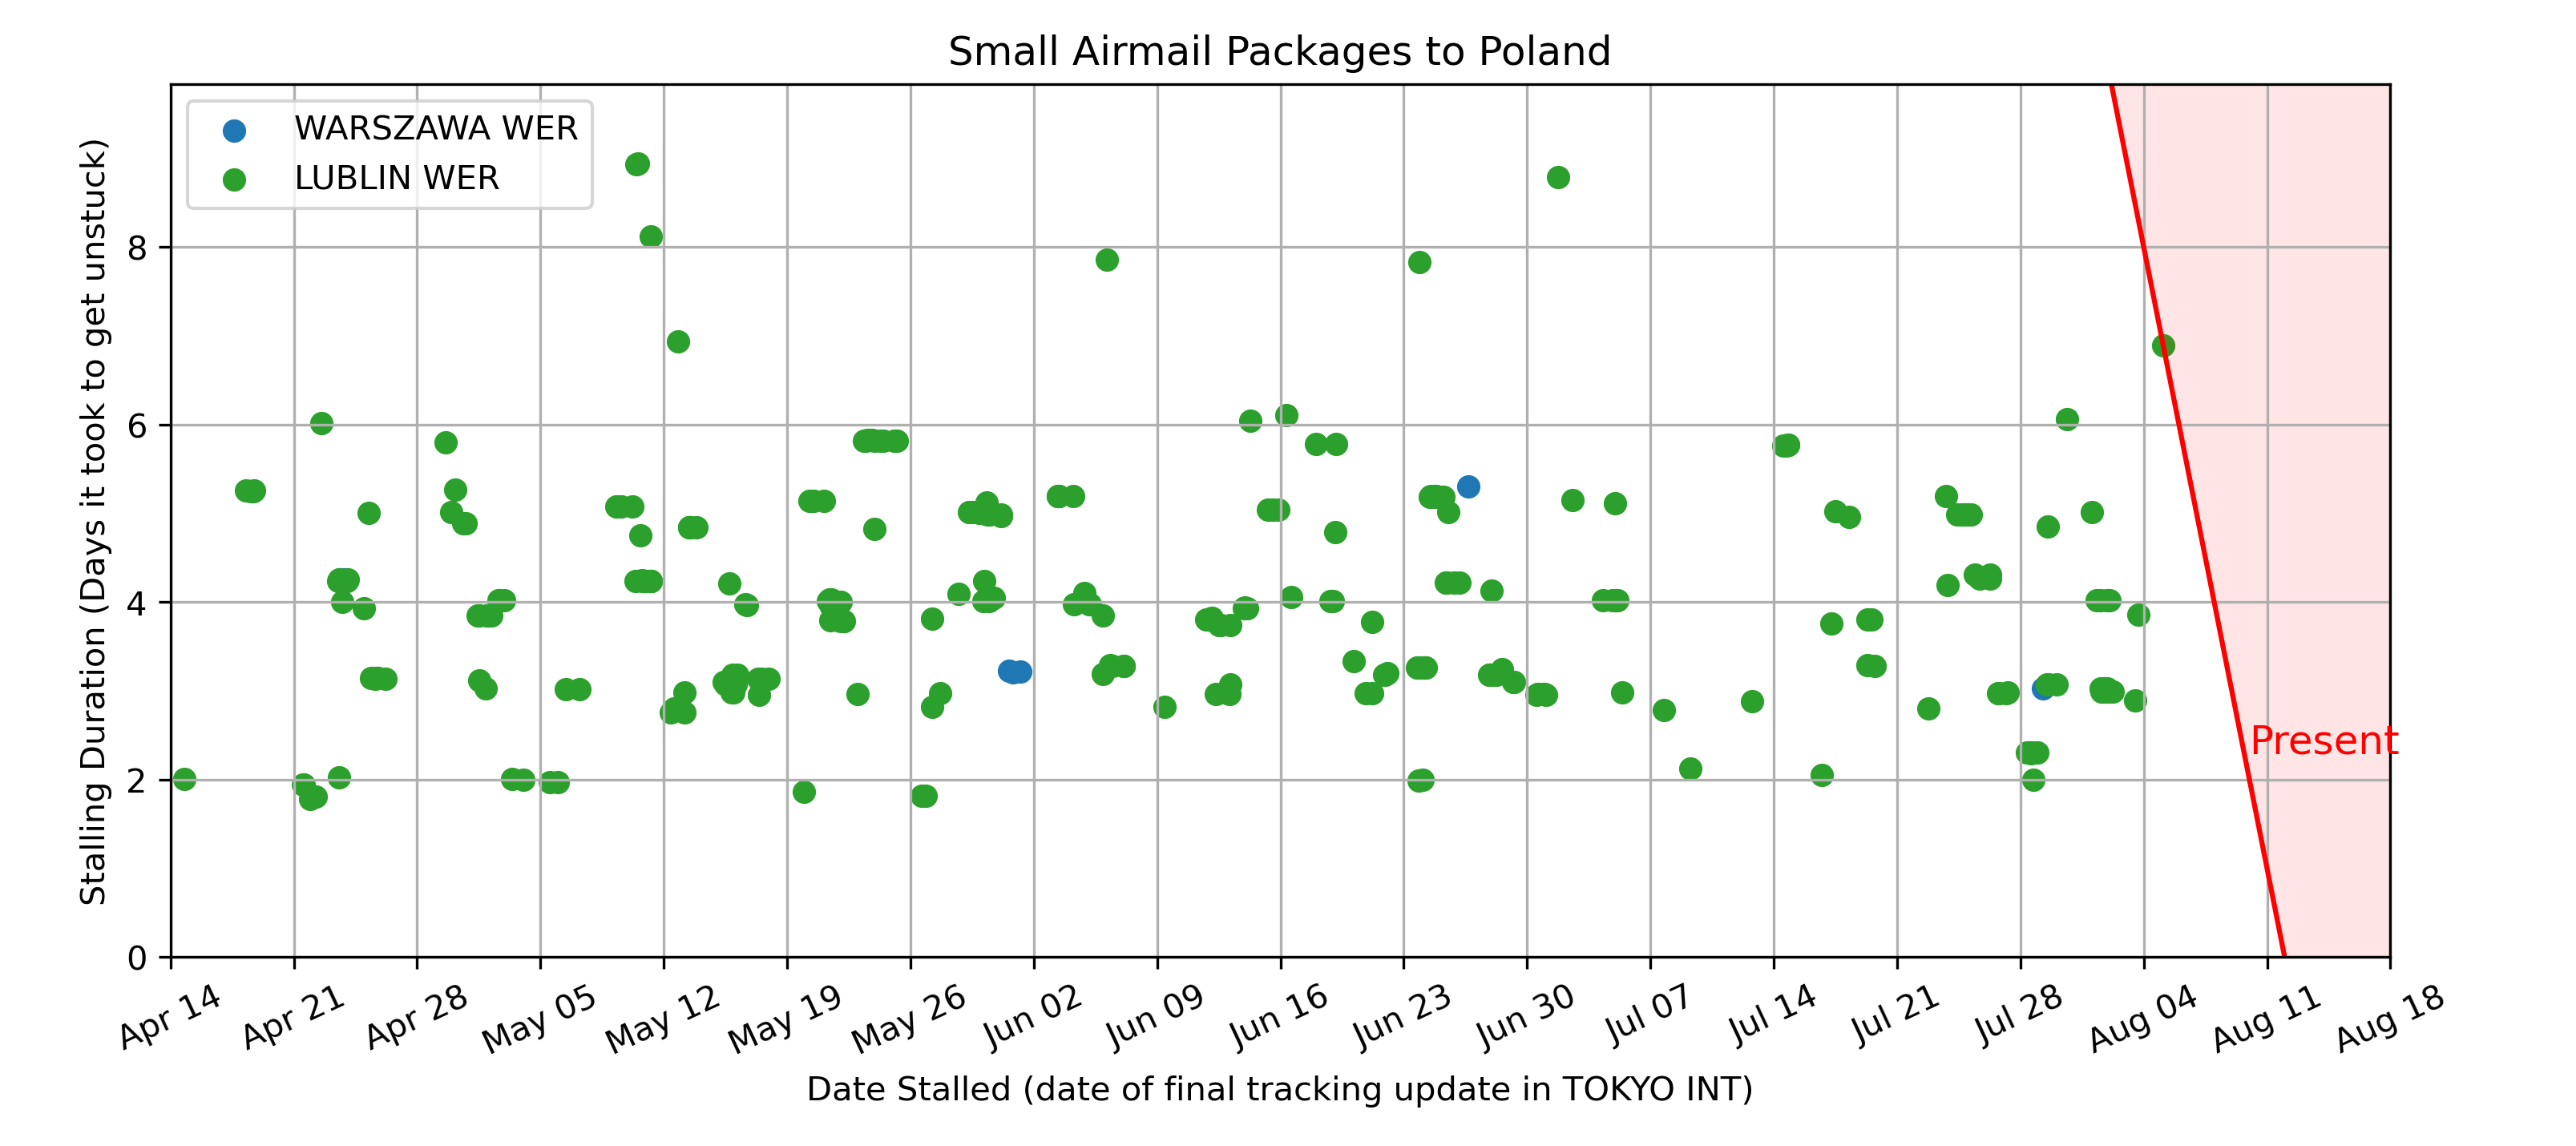 Small Airmail Packages to Poland
WARSZAWA WER
LUBLIN WER
Stalling Duration (Days it took to get unstuck)
8
6
4
2
0
Present
Apr 14 Apr 21 Apr 28 May 05 May 12 May 19 May 26 Jun 02 Jun 09 Jun 16 Jun 23 Jun 30 Jul 07 Jul 14 Jul 21 Jul 28 Aug 04 Aug 11 Aug 18
Date Stalled (date of final tracking update in TOKYO INT)